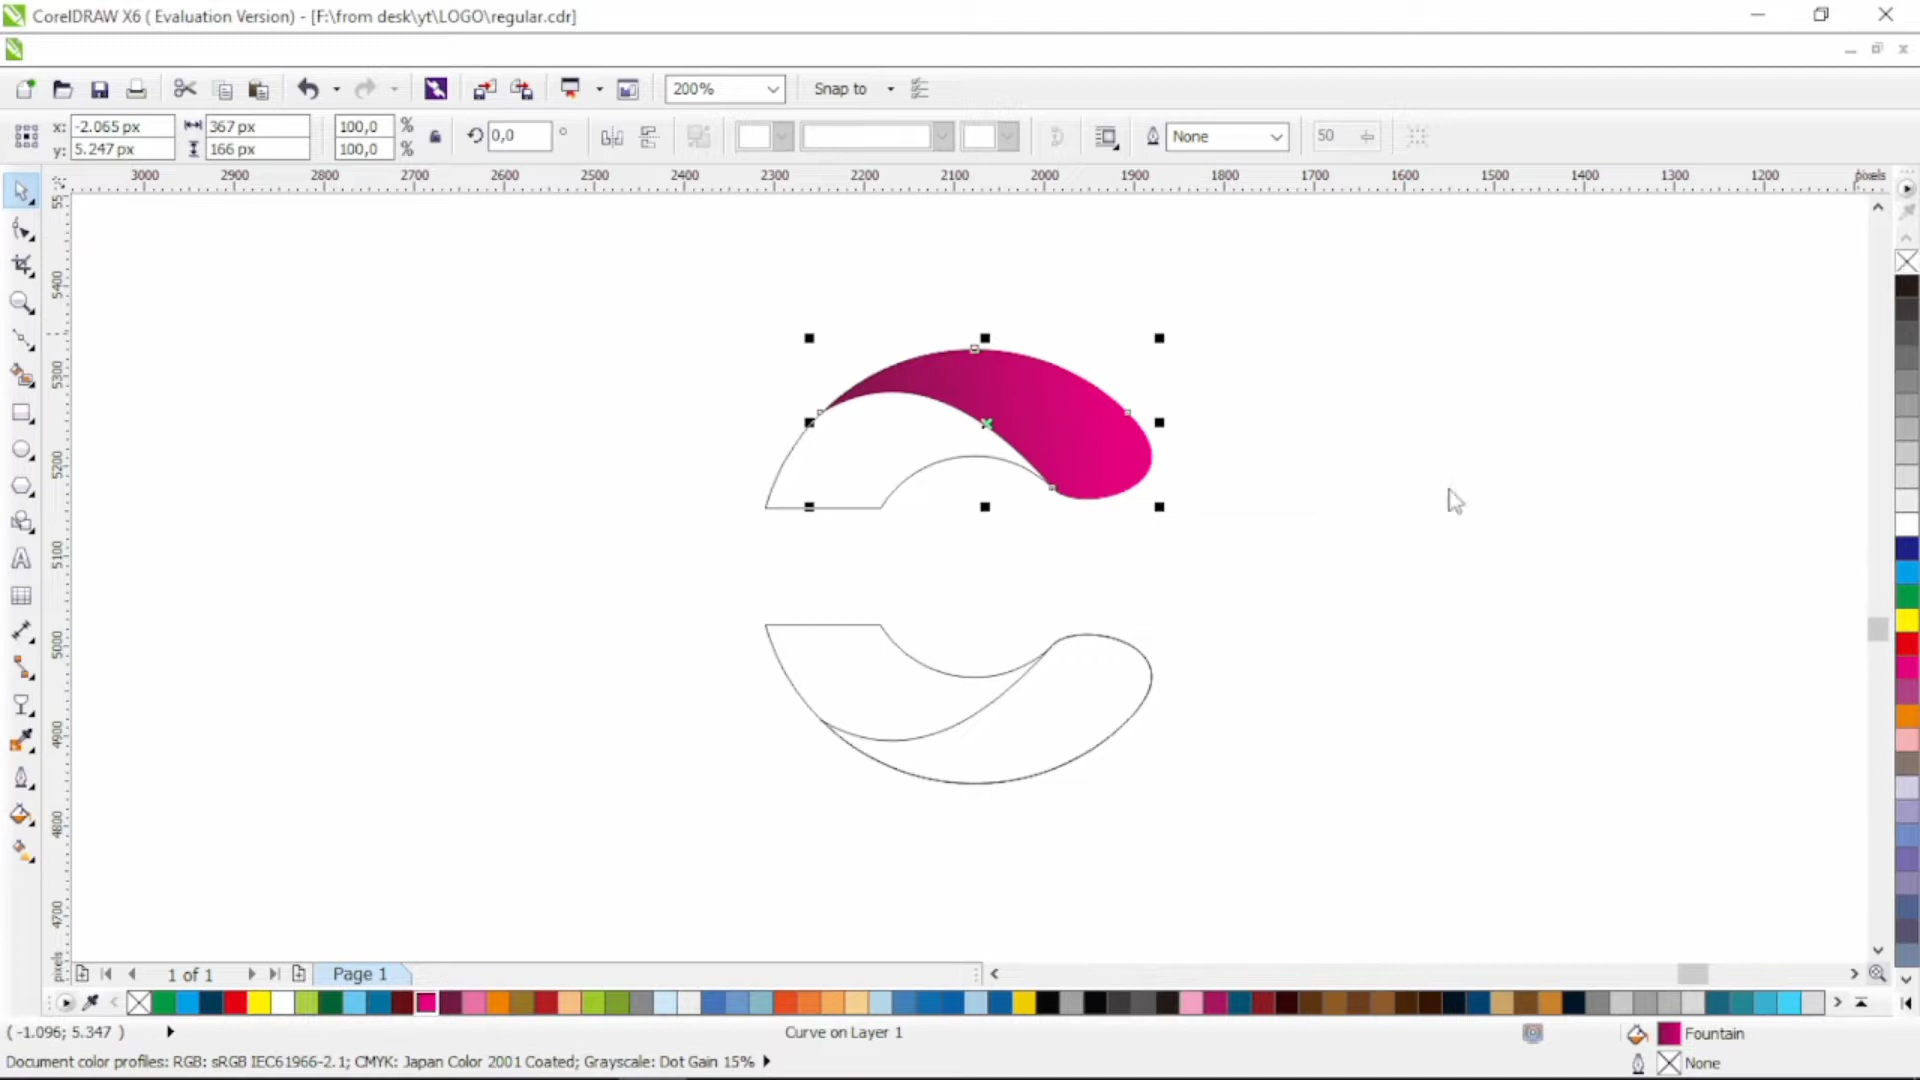 CorelDRAW X6 ( Evaluation Version) - [F:\from desk\yt\LOGO\regular.cdr]
200% Snap to
x: -2.065 px 367 px 100,0 % 0,0 ° None 50
y: 5.247 px 166 px 100,0 %
3000 2900 2800 2700 2600 2500 2400 2300 2200 2100 2000 1900 1800 1700 1600 1500 1400 1300 1200 pixels
5400
5300
5200
5100
5000
4900
4800
4700
pixels
1 of 1 Page 1
( -1.096; 5.347 ) Curve on Layer 1 Fountain
Document color profiles: RGB: sRGB IEC61966-2.1; CMYK: Japan Color 2001 Coated; Grayscale: Dot Gain 15% None